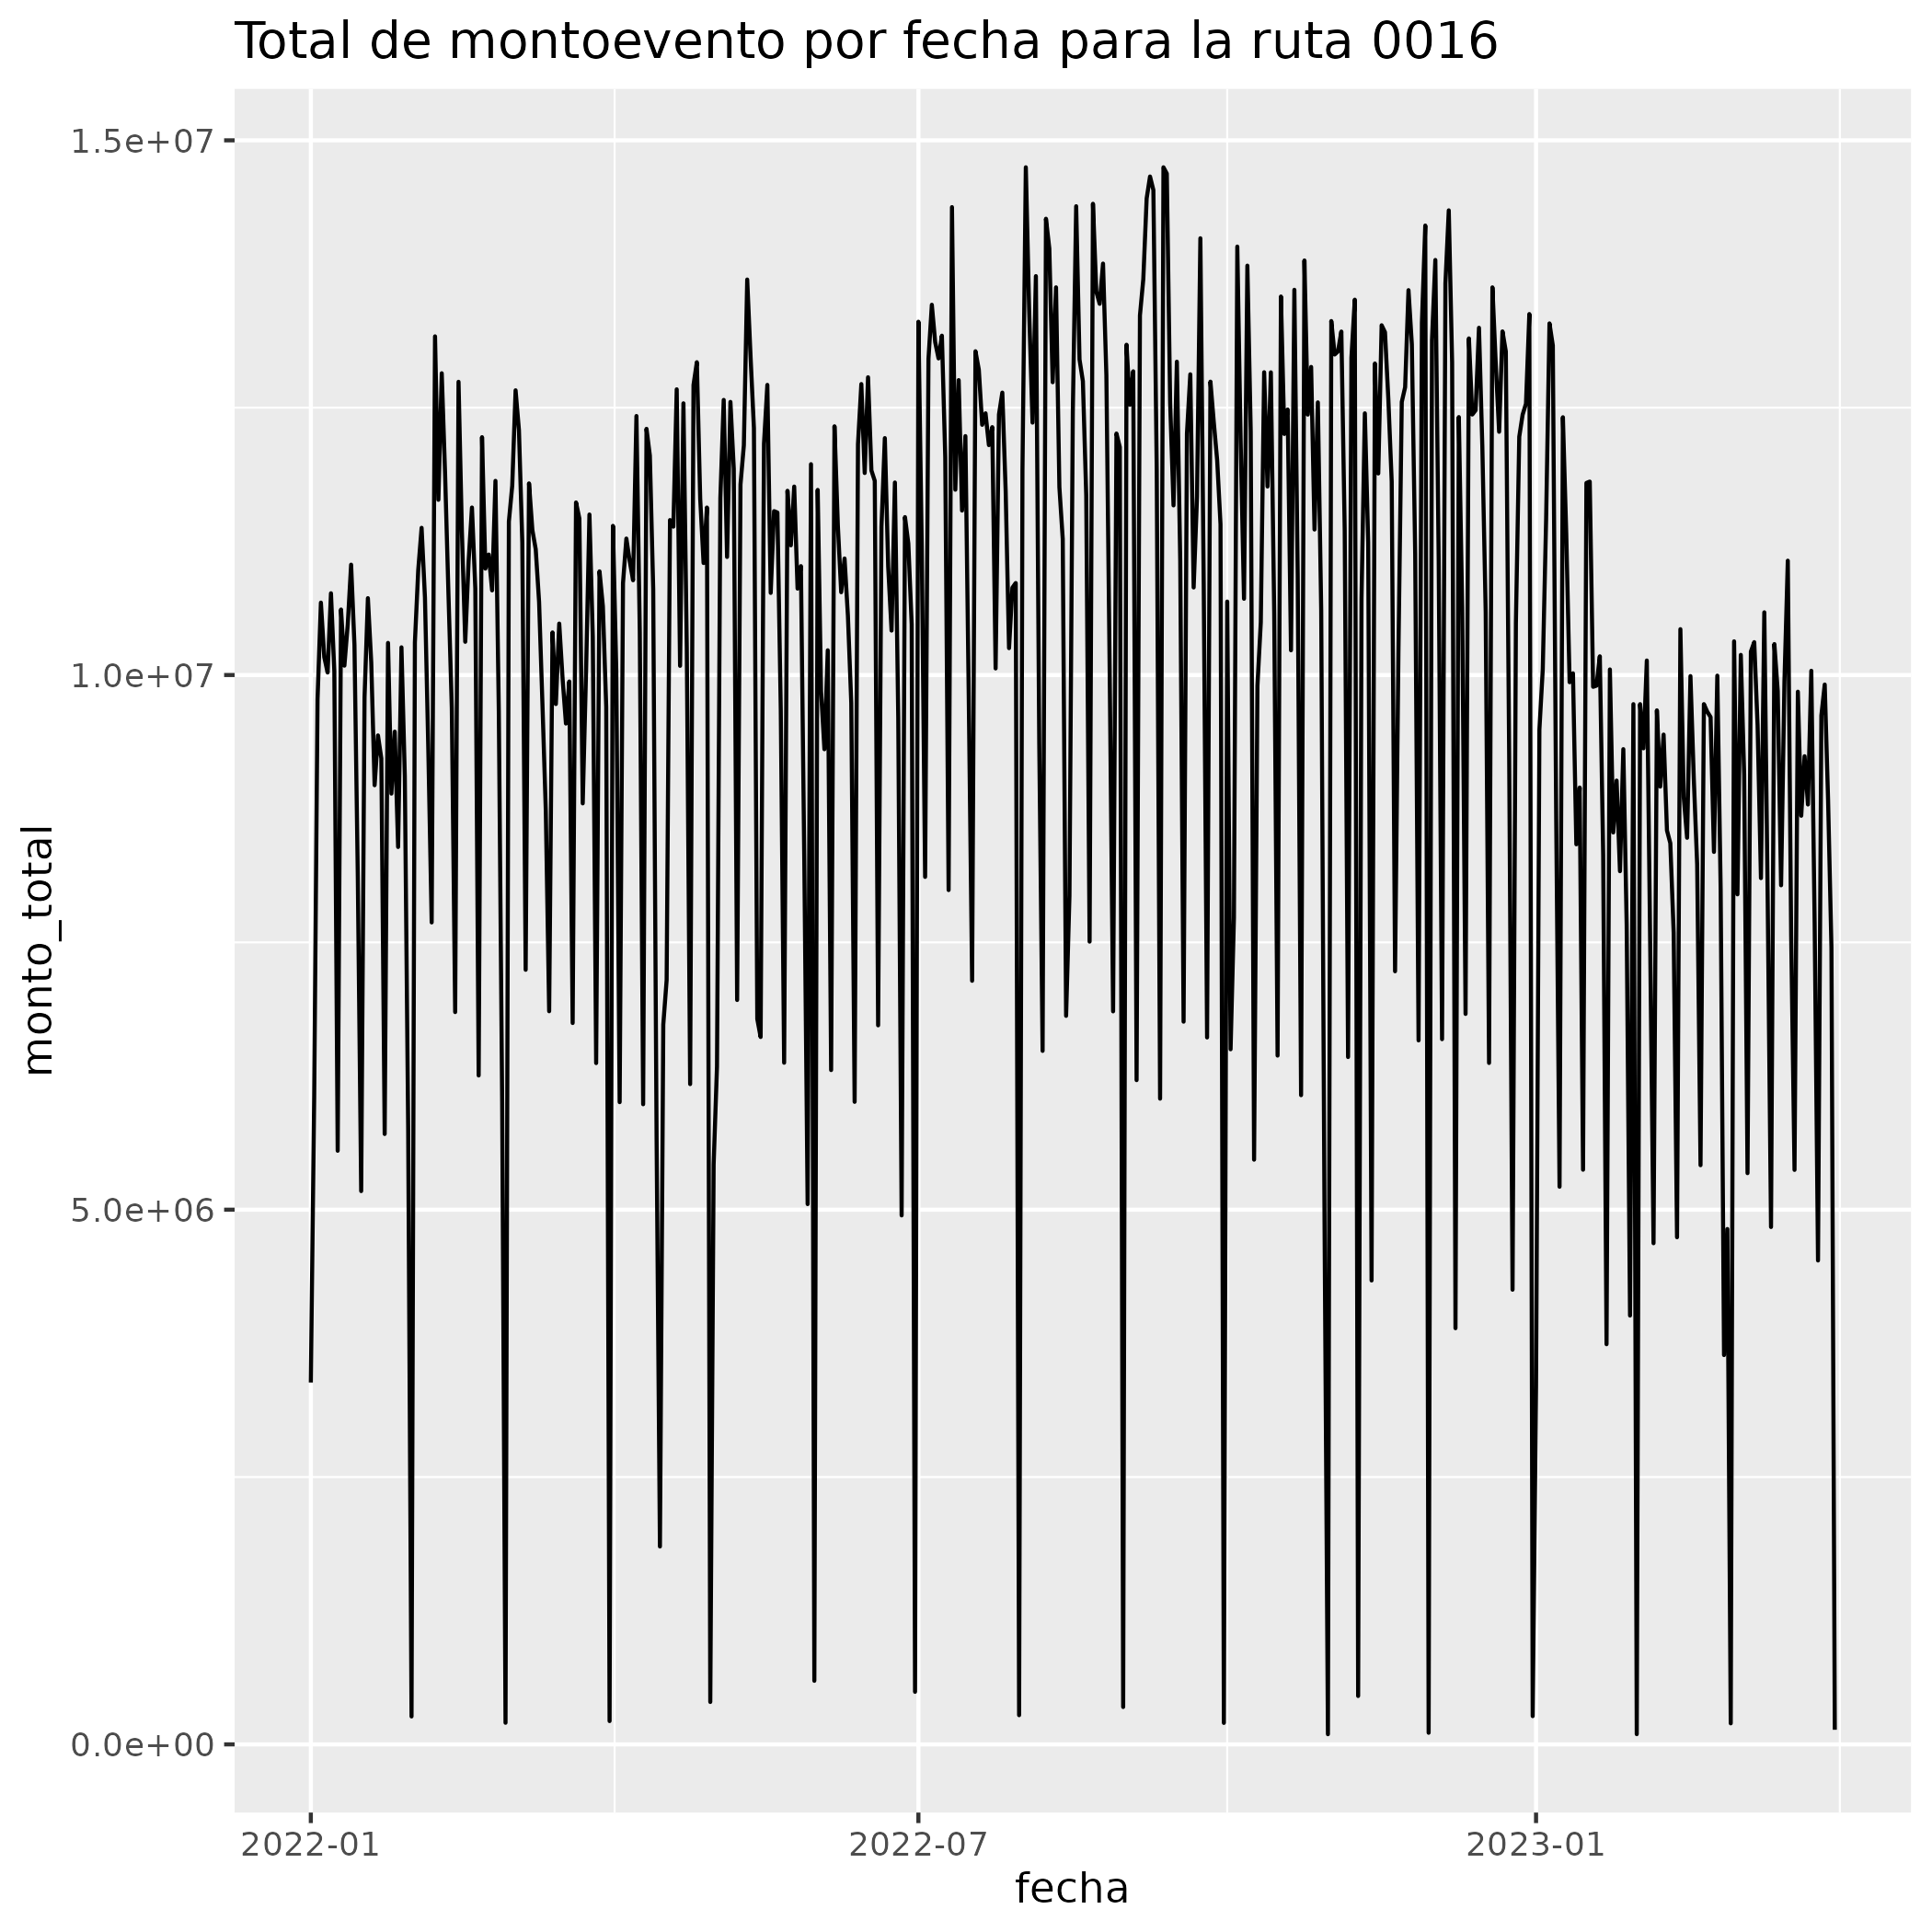 Total de montoevento por fecha para la ruta 0016
1.5e+07
1.0e+07
5.0e+06
0.0e+00
monto_total
2022-01
2022-07
2023-01
fecha